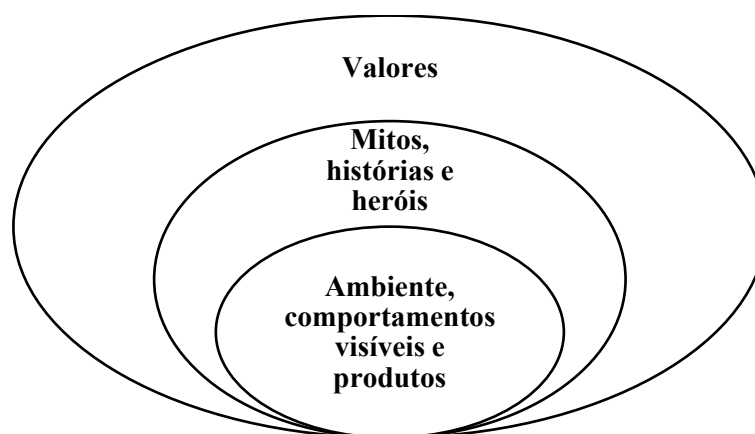 Valores
Mitos,
histórias e
heróis
Ambiente,
comportamentos
visíveis e
produtos